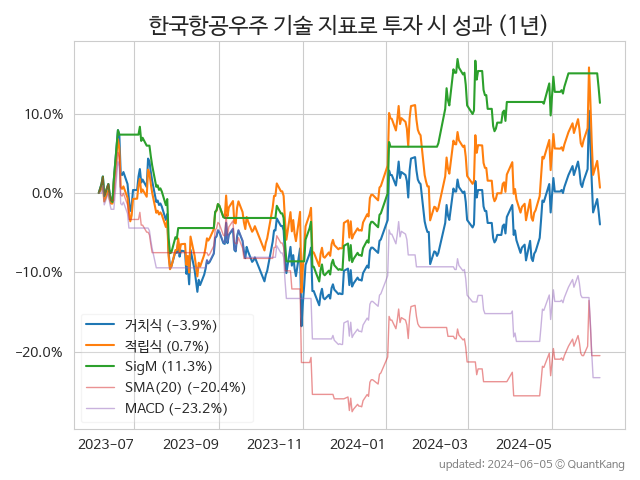 한국항공우주 기술 지표로 투자 시 성과 (1년)
10.0%
0.0%
−10.0%
−20.0%
거치식 (−3.9%)
적립식 (0.7%)
SigM (11.3%)
SMA(20) (−20.4%)
MACD (−23.2%)
2023-07 2023-09 2023-11 2024-01 2024-03 2024-05
updated: 2024-06-05 © QuantKang